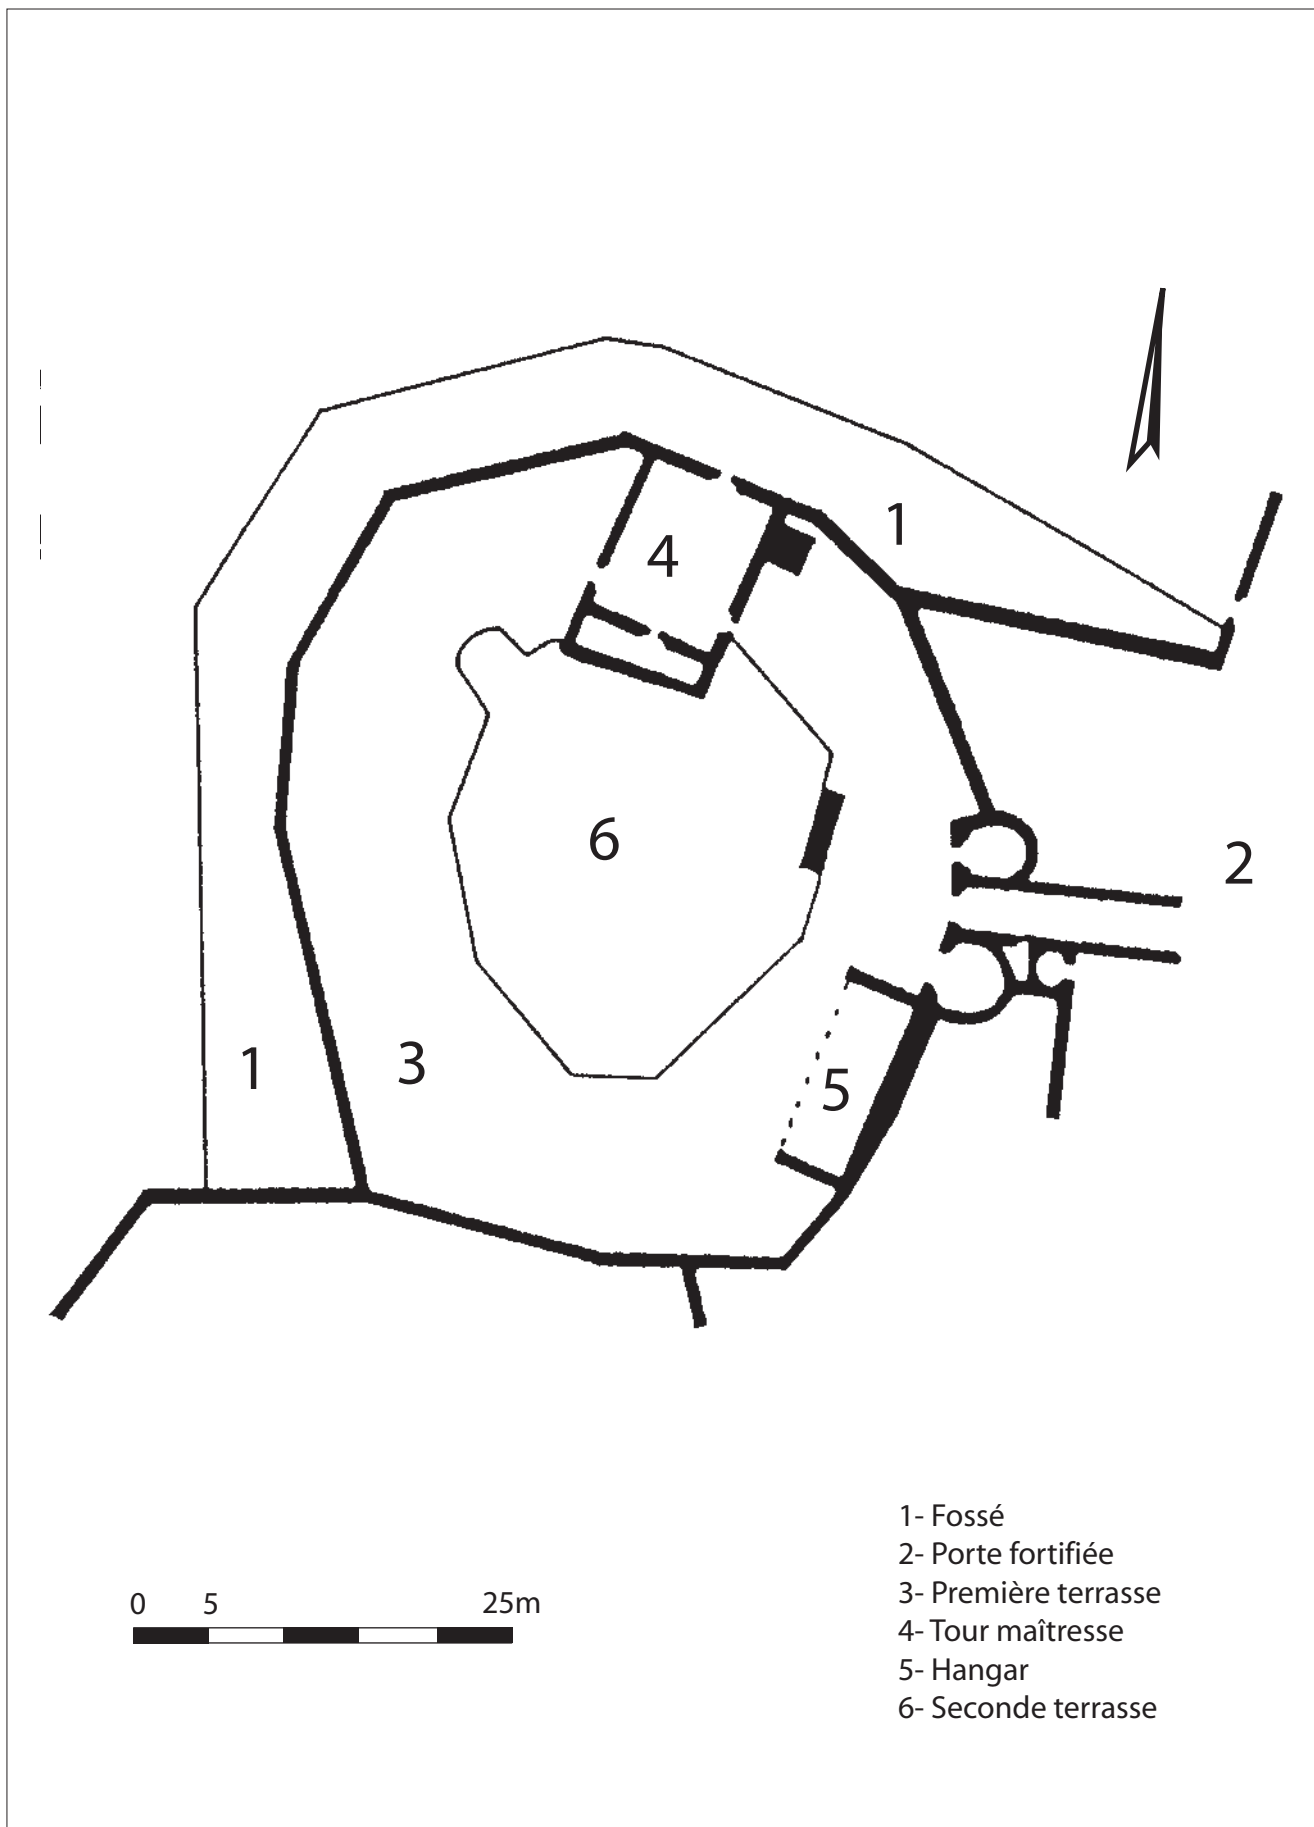 1
4
6
2
1
3
5
1- Fossé
2- Porte fortifiée
3- Première terrasse
4- Tour maîtresse
5- Hangar
6- Seconde terrasse
0 5 25m